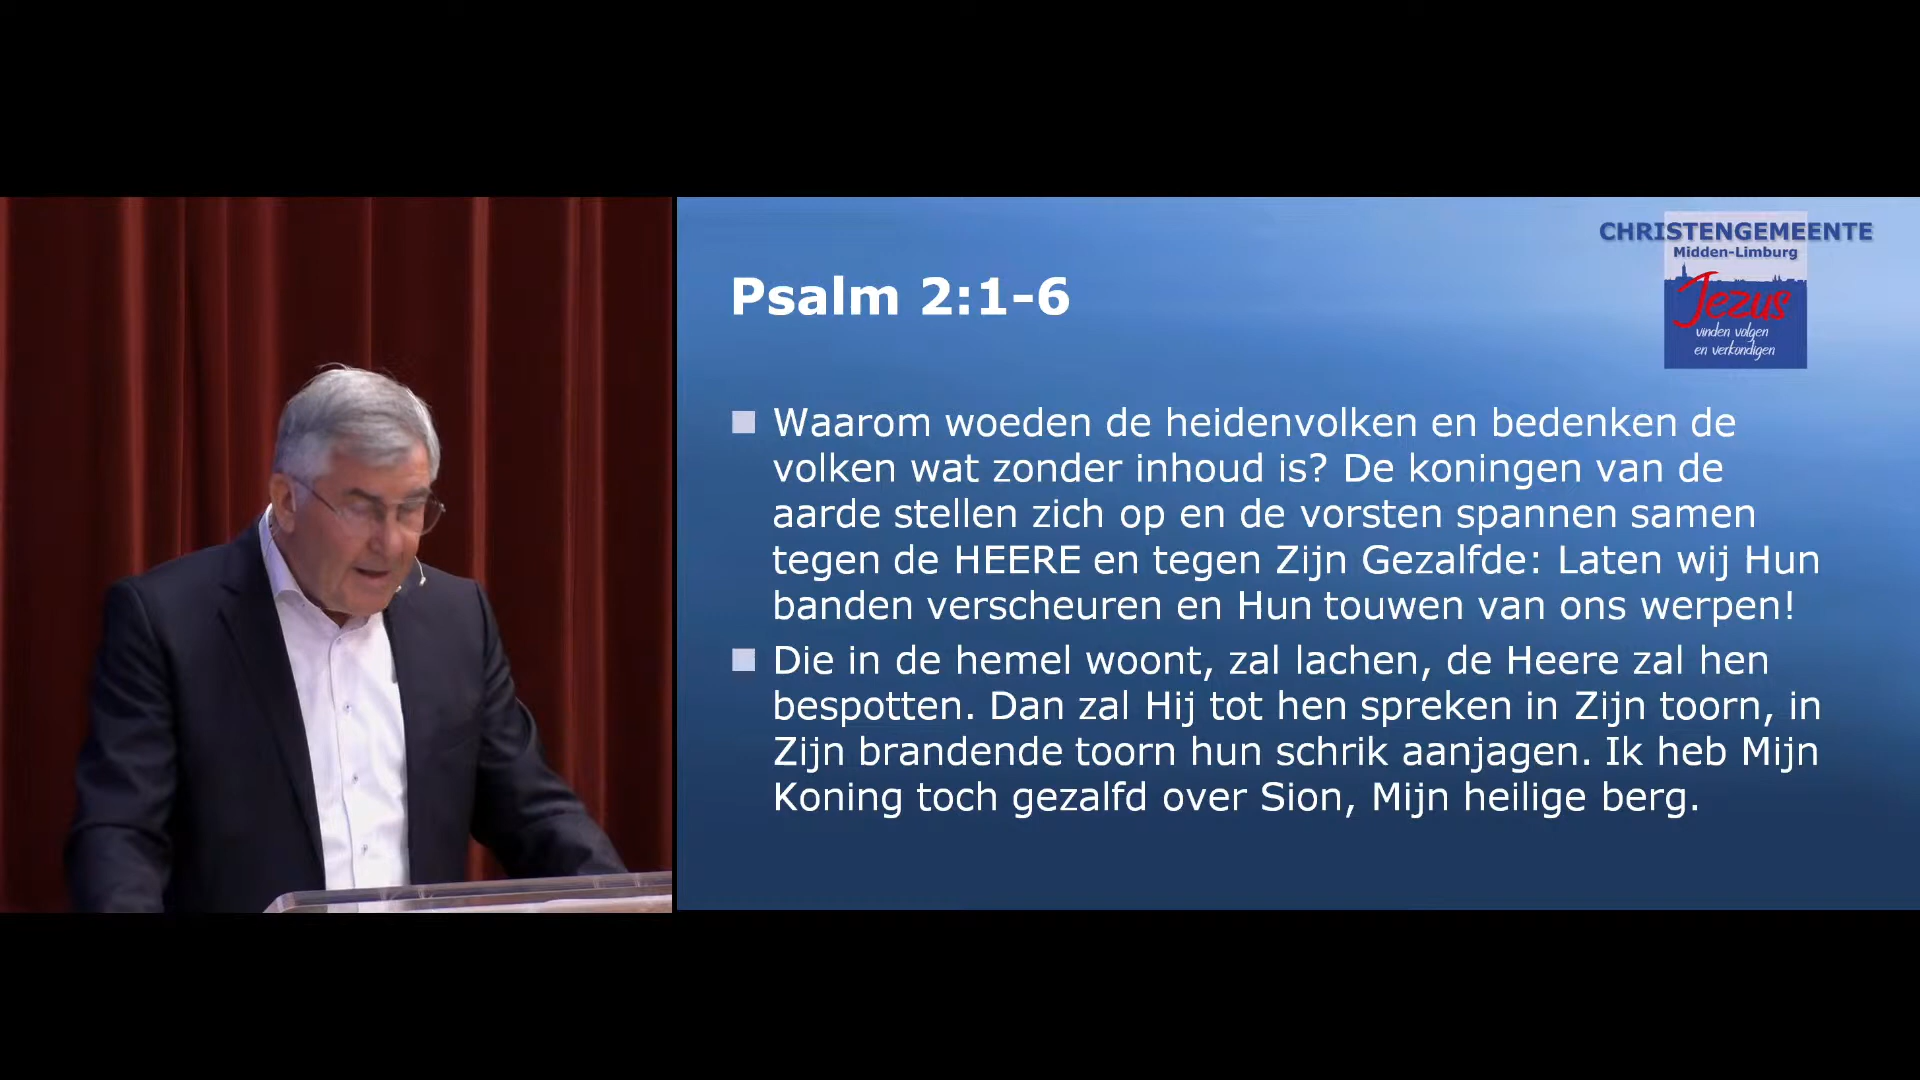 CHRISTENGEMEENTE
Midden-Limburg
Jezus
vinden volgen
en verkondigen
Psalm 2:1-6
Waarom woeden de heidenvolken en bedenken de
volken wat zonder inhoud is? De koningen van de
aarde stellen zich op en de vorsten spannen samen
tegen de HEERE en tegen Zijn Gezalfde: Laten wij Hun
banden verscheuren en Hun touwen van ons werpen!
Die in de hemel woont, zal lachen, de Heere zal hen
bespotten. Dan zal Hij tot hen spreken in Zijn toorn, in
Zijn brandende toorn hun schrik aanjagen. Ik heb Mijn
Koning toch gezalfd over Sion, Mijn heilige berg.